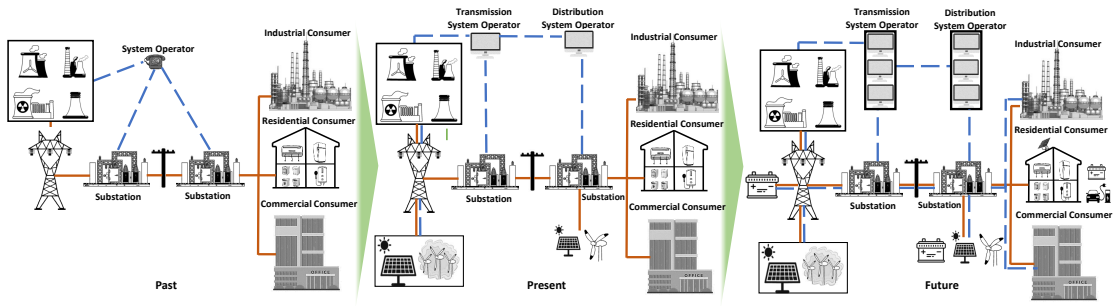 System Operator
Industrial Consumer
Residential Consumer
Substation
Substation
Commercial Consumer
OFFICE
Past
Transmission
System Operator
Distribution
System Operator
Industrial Consumer
Residential Consumer
Substation
Substation
Commercial Consumer
OFFICE
Present
Transmission
System Operator
Distribution
System Operator
Industrial Consumer
Residential Consumer
Substation
Substation
Commercial Consumer
OFFICE
Future